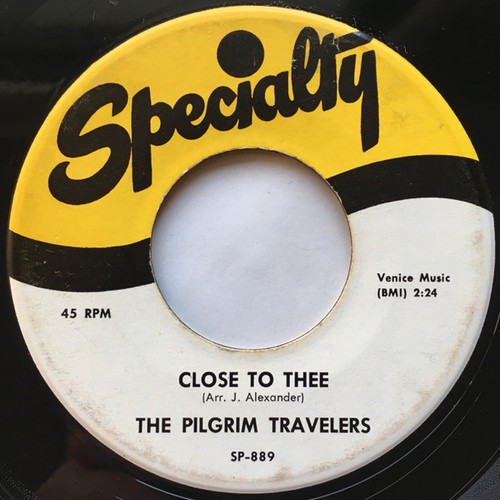 Specialty
45 RPM
Venice Music
(BMI) 2:24
CLOSE TO THEE
(Arr. J. Alexander)
THE PILGRIM TRAVELERS
SP-889